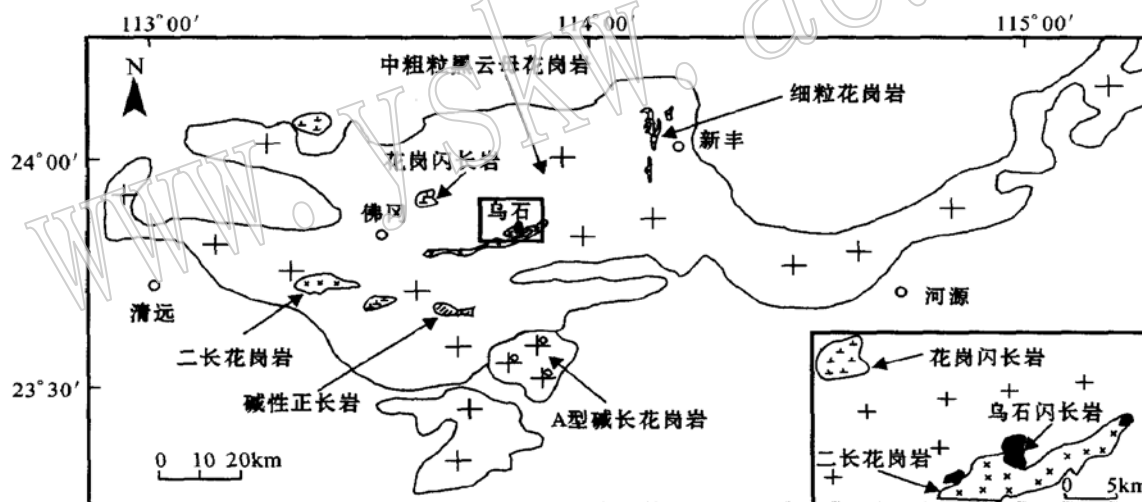 113°00′ 114°00′ 115°00′
N
中粗粒黑云母花岗岩
细粒花岗岩
新丰
24°00′
花岗闪长岩
佛冈
乌石
清远
河源
二长花岗岩
碱性正长岩
A型碱长花岗岩
23°30′
0 10 20km
花岗闪长岩
乌石闪长岩
二长花岗岩
0 5km
www.yskw.ac